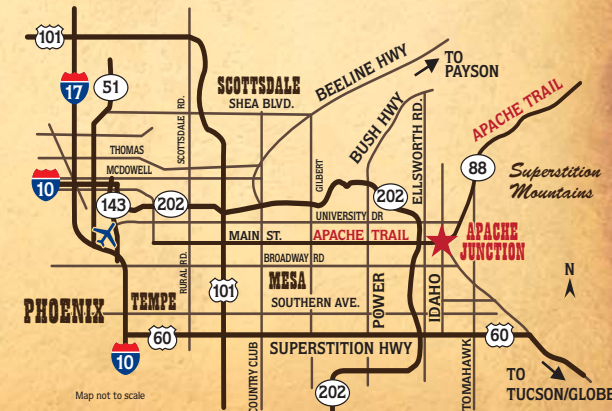 101
TO
PAYSON
BEELINE HWY
17
51
SCOTTSDALE
SHEA BLVD.
APACHE TRAIL
BUSH HWY
SCOTTSDALE RD.
ELLSWORTH RD.
THOMAS
MCDOWELL
GILBERT
88
Superstition
Mountains
10
143
202
202
UNIVERSITY DR
MAIN ST.
APACHE TRAIL
APACHE
JUNCTION
BROADWAY RD
RURAL RD.
MESA
101
SOUTHERN AVE.
POWER
IDAHO
N
PHOENIX
TEMPE
60
60
SUPERSTITION HWY
10
COUNTRY CLUB
TOMAHAWK
202
TO
TUCSON/GLOBE
Map not to scale